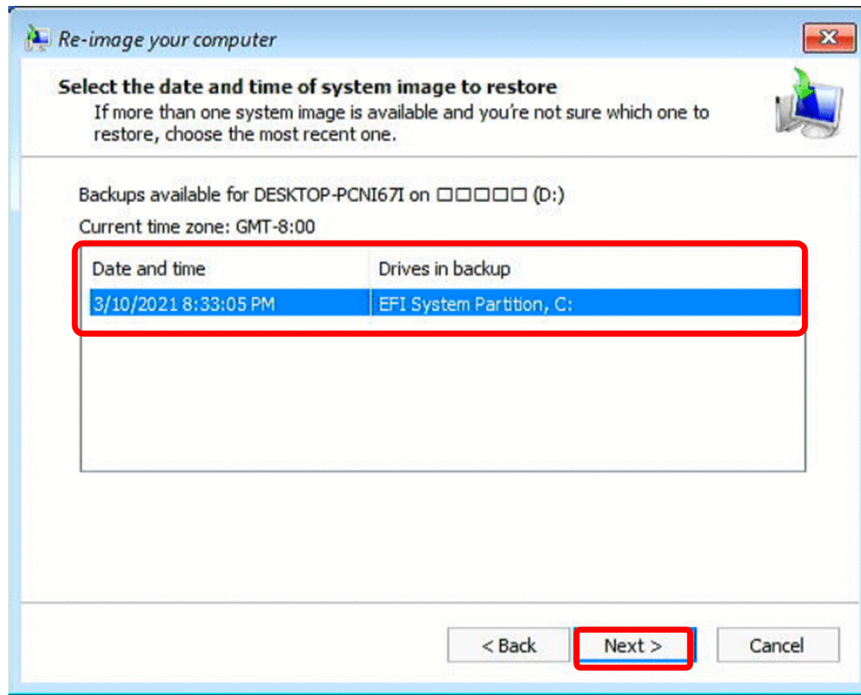 Re-image your computer
Select the date and time of system image to restore
If more than one system image is available and you're not sure which one to
restore, choose the most recent one.
Backups available for DESKTOP-PCNI67I on □□□□□ (D:)
Current time zone: GMT-8:00
Date and time Drives in backup
3/10/2021 8:33:05 PM EFI System Partition, C:
< Back Next > Cancel